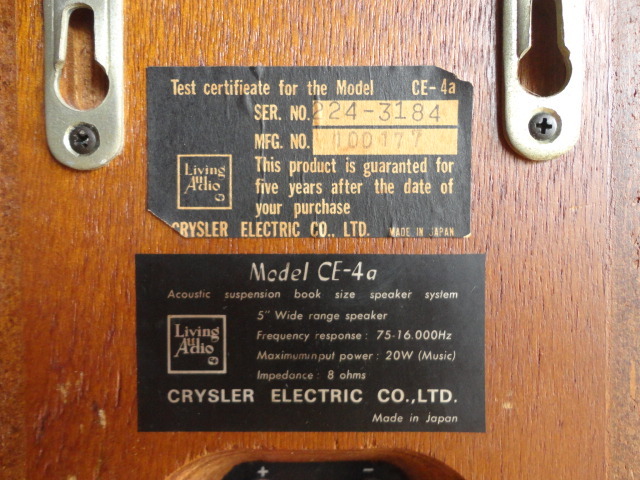 Test certificate for the Model CE-4a
SER. NO. 224-3184
MFG. NO.
Living
Audio
This product is guaranted for
five years after the date of
your purchase
CRYSLER ELECTRIC CO., LTD. MADE IN JAPAN
Model CE-4a
Acoustic suspension book size speaker system
Living
Audio
5" Wide range speaker
Frequency response : 75-16.000Hz
Maximumınput power : 20W (Music)
Impedance : 8 ohms
CRYSLER ELECTRIC CO.,LTD.
Made in Japan
+ −